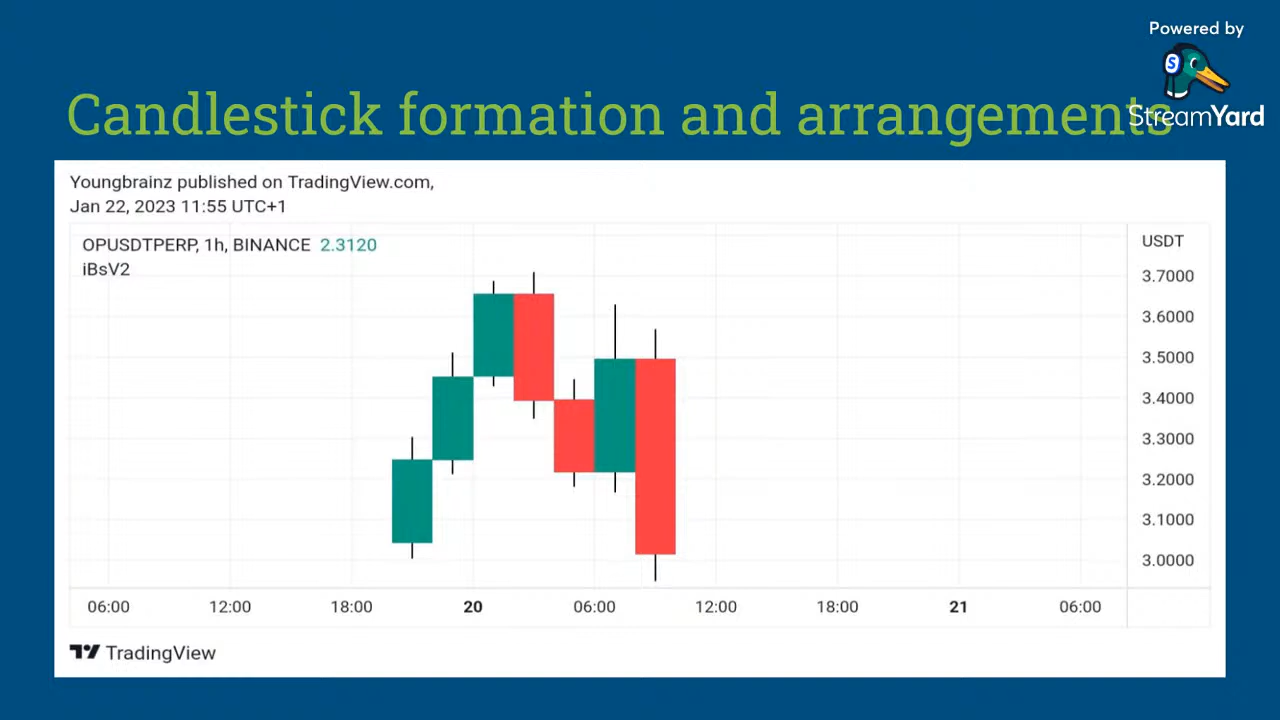 Powered by
S
StreamYard
Candlestick formation and arrangements
Youngbrainz published on TradingView.com,
Jan 22, 2023 11:55 UTC+1
OPUSDTPERP, 1h, BINANCE 2.3120
iBsV2
USDT
3.7000
3.6000
3.5000
3.4000
3.3000
3.2000
3.1000
3.0000
06:00 12:00 18:00 20 06:00 12:00 18:00 21 06:00
TradingView